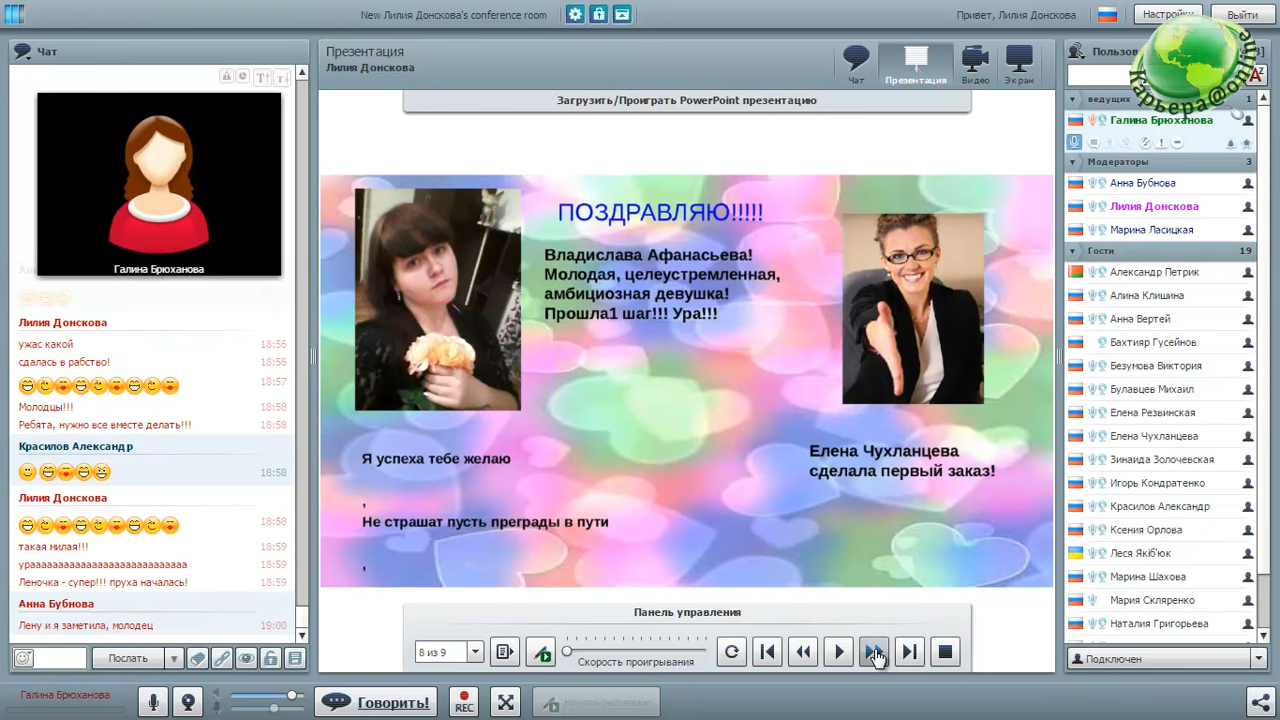 New Лилия Донскова's conference room
Привет, Лилия Донскова
Настройки
Выйти
Чат
Галина Брюханова
Лилия Донскова
ужас какой 18:56
сдалась в рабство! 18:56
18:57
Молодцы!!! 18:58
Ребята, нужно все вместе делать!!! 18:58
Красилов Александр
18:58
Лилия Донскова
18:58
такая милая!!! 18:59
урааааааааааааааааааааааааааа 18:59
Леночка - супер!!! пруха началась! 18:59
Анна Бубнова
Лену и я заметила, молодец 19:00
Послать
Презентация
Лилия Донскова
Чат
Презентация
Видео
Экран
Загрузить/Проиграть PowerPoint презентацию
ПОЗДРАВЛЯЮ!!!!!
Владислава Афанасьева!
Молодая, целеустремленная,
амбициозная девушка!
Прошла1 шаг!!! Ура!!!
Я успеха тебе желаю
,
Не страшат пусть преграды в пути
,
Елена Чухланцева
сделала первый заказ!
Панель управления
8 из 9
Скорость проигрывания
Карьера@online
ведущих 1
Галина Брюханова
Модераторы 3
Анна Бубнова
Лилия Донскова
Марина Ласицкая
Гости 19
Александр Петрик
Алина Клишина
Анна Вертей
Бахтияр Гусейнов
Безумова Виктория
Булавцев Михаил
Елена Резвинская
Елена Чухланцева
Зинаида Золочевская
Игорь Кондратенко
Красилов Александр
Ксения Орлова
Леся Якіб'юк
Марина Шахова
Мария Скляренко
Наталия Григорьева
Подключен
Галина Брюханова
Говорить!
REC